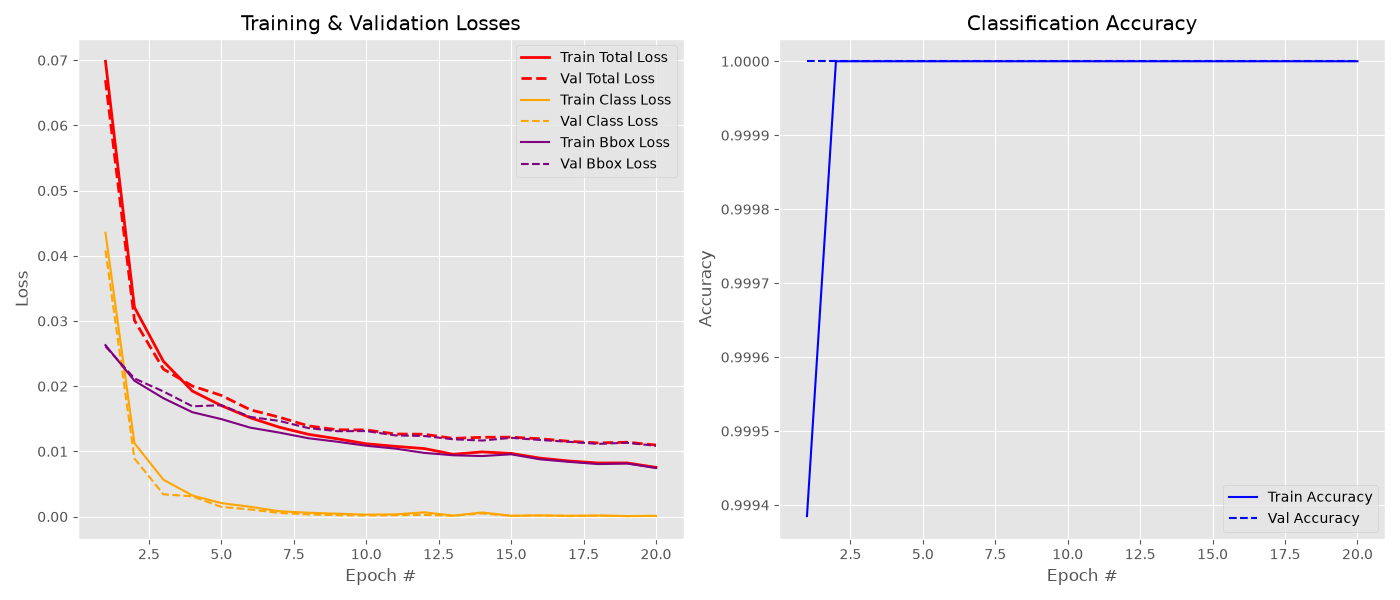 Training & Validation Losses
Loss
0.07
0.06
0.05
0.04
0.03
0.02
0.01
0.00
Train Total Loss
Val Total Loss
Train Class Loss
Val Class Loss
Train Bbox Loss
Val Bbox Loss
2.5 5.0 7.5 10.0 12.5 15.0 17.5 20.0
Epoch #
Classification Accuracy
Accuracy
1.0000
0.9999
0.9998
0.9997
0.9996
0.9995
0.9994
Train Accuracy
Val Accuracy
2.5 5.0 7.5 10.0 12.5 15.0 17.5 20.0
Epoch #